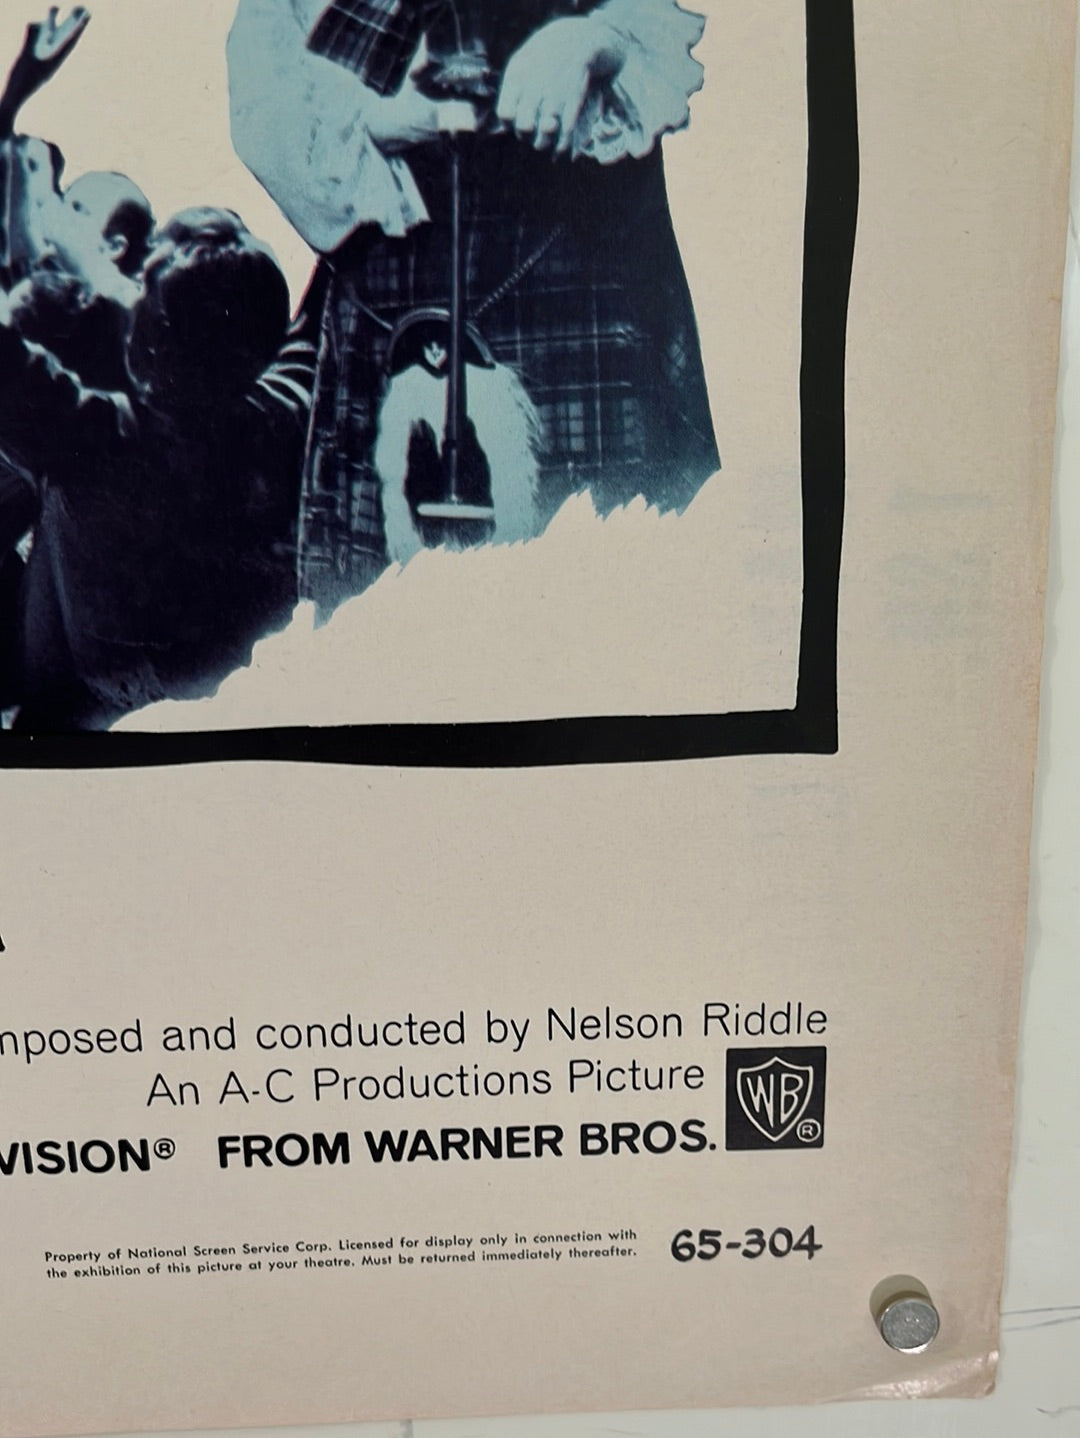 mposed and conducted by Nelson Riddle
An A-C Productions Picture
VISION® FROM WARNER BROS.
WB ®
Property of National Screen Service Corp. Licensed for display only in connection with
the exhibition of this picture at your theatre. Must be returned immediately thereafter.
65-304